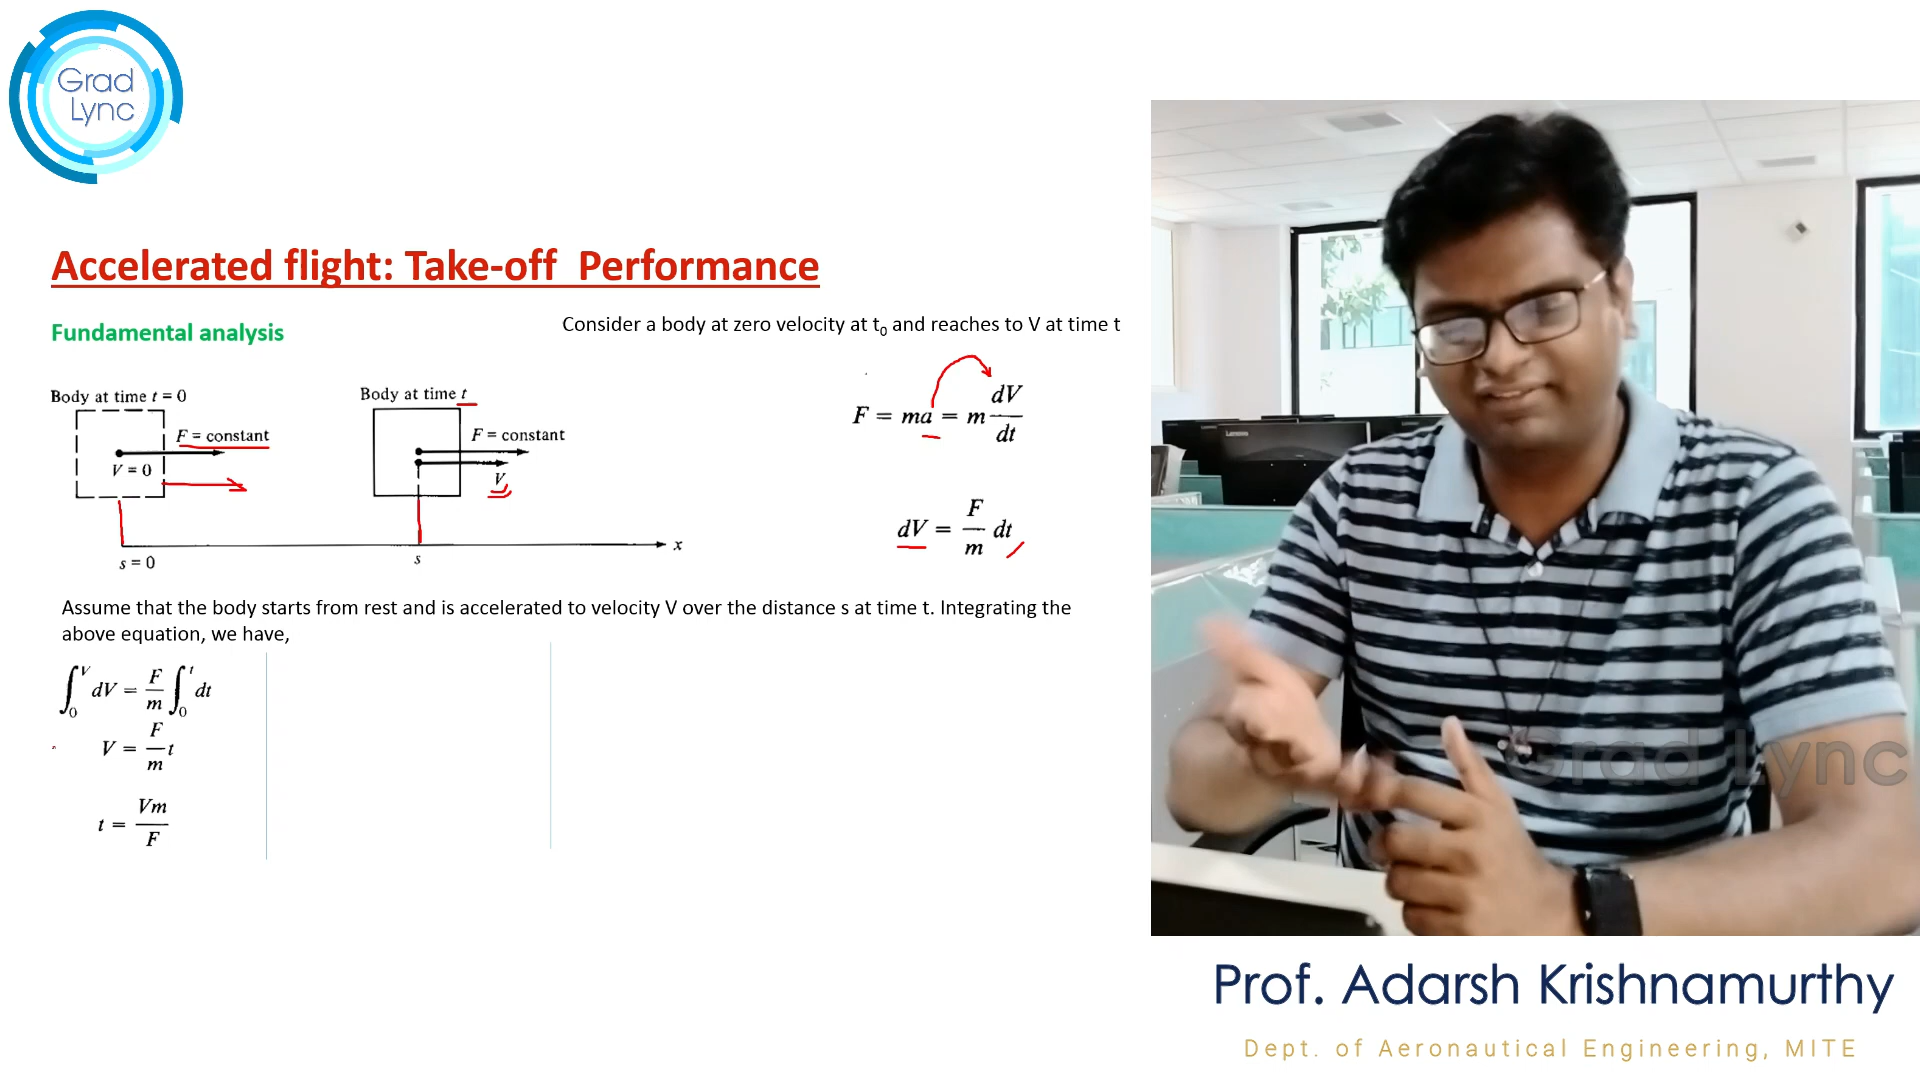 Grad
Lync
Accelerated flight: Take-off Performance
Fundamental analysis
Consider a body at zero velocity at t₀ and reaches to V at time t
Body at time t = 0
F = constant
V = 0
s = 0
Body at time t
F = constant
V
s
x
F = ma = m dV/dt
dV = F/m dt
Assume that the body starts from rest and is accelerated to velocity V over the distance s at time t. Integrating the
above equation, we have,
∫₀ⱽ dV = F/m ∫₀ᵗ dt
V = F/m t
t = Vm/F
Lenovo
Grad Lync
Prof. Adarsh Krishnamurthy
Dept. of Aeronautical Engineering, MITE